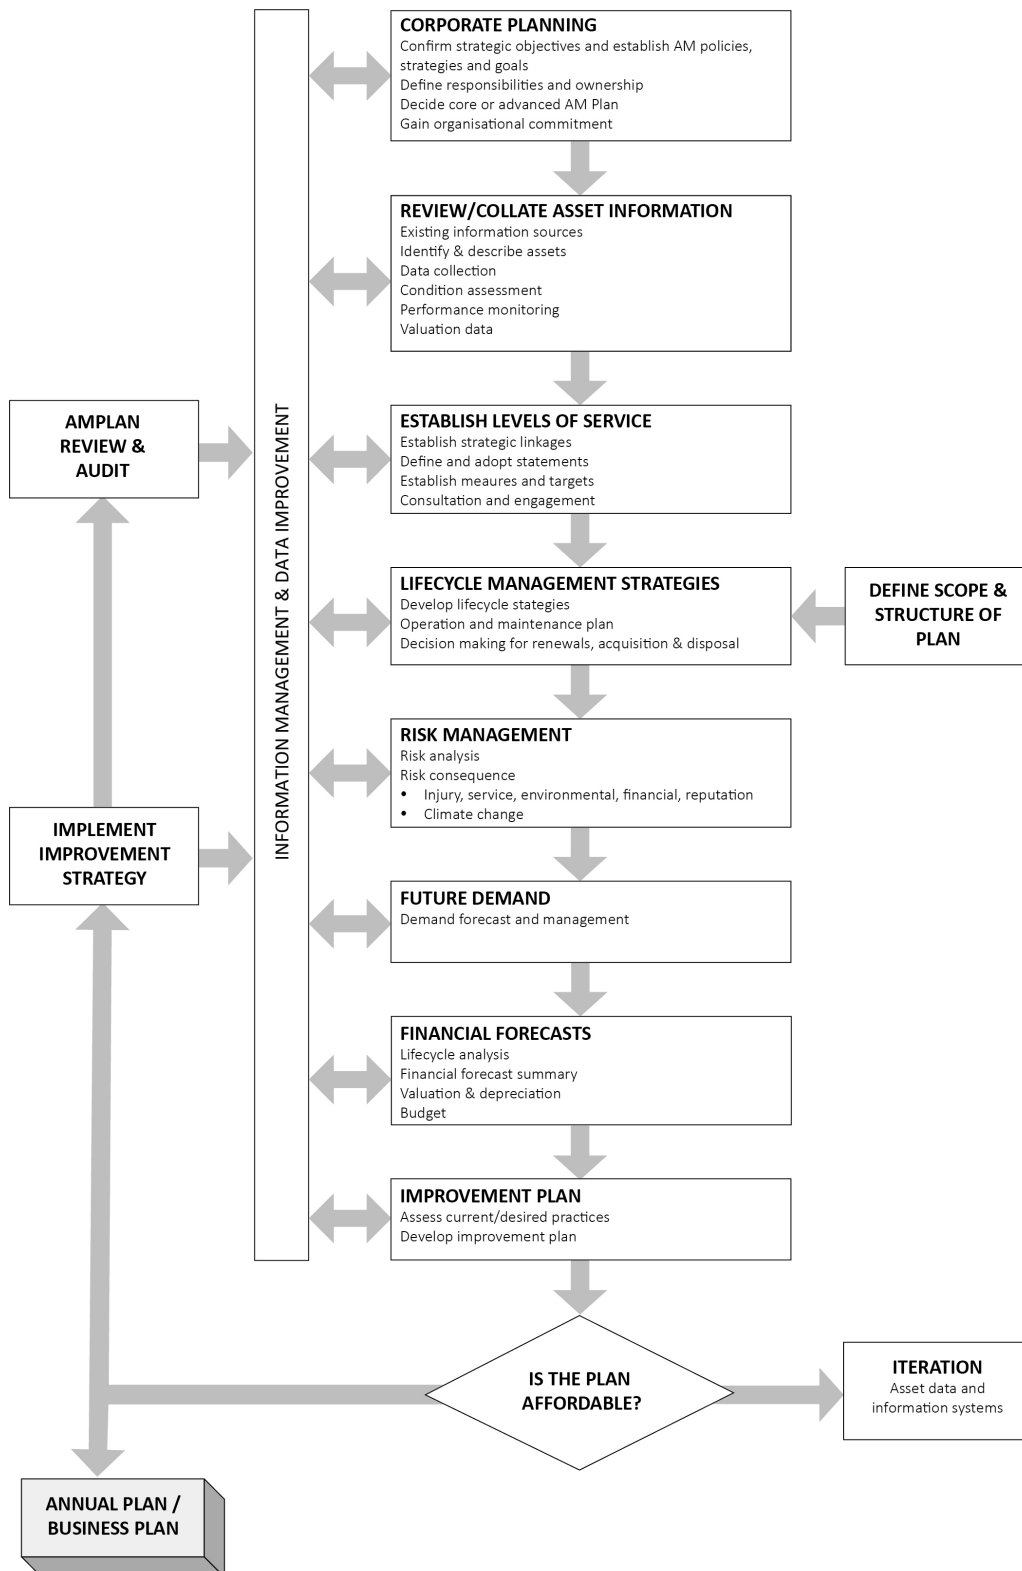 CORPORATE PLANNING
Confirm strategic objectives and establish AM policies,
strategies and goals
Define responsibilities and ownership
Decide core or advanced AM Plan
Gain organisational commitment
REVIEW/COLLATE ASSET INFORMATION
Existing information sources
Identify & describe assets
Data collection
Condition assessment
Performance monitoring
Valuation data
AMPLAN
REVIEW &
AUDIT
INFORMATION MANAGEMENT & DATA IMPROVEMENT
ESTABLISH LEVELS OF SERVICE
Establish strategic linkages
Define and adopt statements
Establish meaures and targets
Consultation and engagement
LIFECYCLE MANAGEMENT STRATEGIES
Develop lifecycle stategies
Operation and maintenance plan
Decision making for renewals, acquisition & disposal
DEFINE SCOPE &
STRUCTURE OF
PLAN
RISK MANAGEMENT
Risk analysis
Risk consequence
• Injury, service, environmental, financial, reputation
• Climate change
IMPLEMENT
IMPROVEMENT
STRATEGY
FUTURE DEMAND
Demand forecast and management
FINANCIAL FORECASTS
Lifecycle analysis
Financial forecast summary
Valuation & depreciation
Budget
IMPROVEMENT PLAN
Assess current/desired practices
Develop improvement plan
IS THE PLAN
AFFORDABLE?
ITERATION
Asset data and
information systems
ANNUAL PLAN /
BUSINESS PLAN